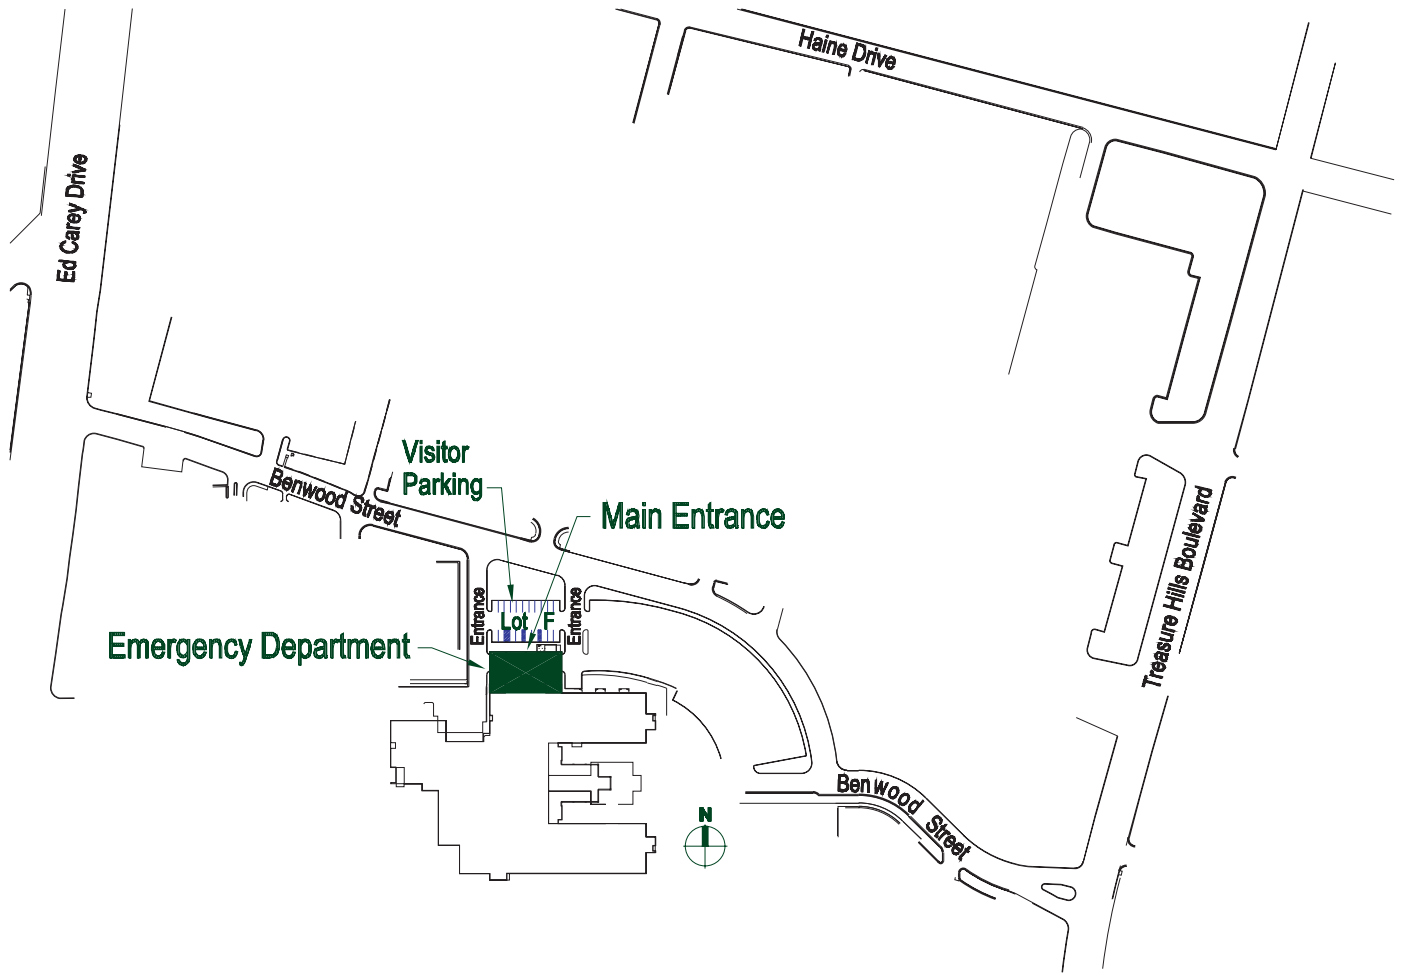 Haine Drive
Ed Carey Drive
Visitor
Parking
Benwood Street
Main Entrance
Treasure Hills Boulevard
Entrance
Lot F
Entrance
Emergency Department
Benwood Street
N